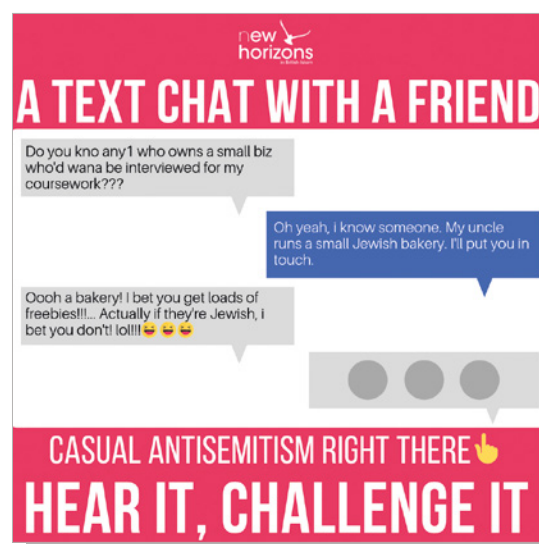 new
horizons
in British Islam
A TEXT CHAT WITH A FRIEND
Do you kno any1 who owns a small biz
who'd wana be interviewed for my
coursework???
Oh yeah, i know someone. My uncle
runs a small Jewish bakery. I'll put you in
touch.
Oooh a bakery! I bet you get loads of
freebies!!!... Actually if they're Jewish, i
bet you don't! lol!!!😆😆😆
CASUAL ANTISEMITISM RIGHT THERE👆
HEAR IT, CHALLENGE IT